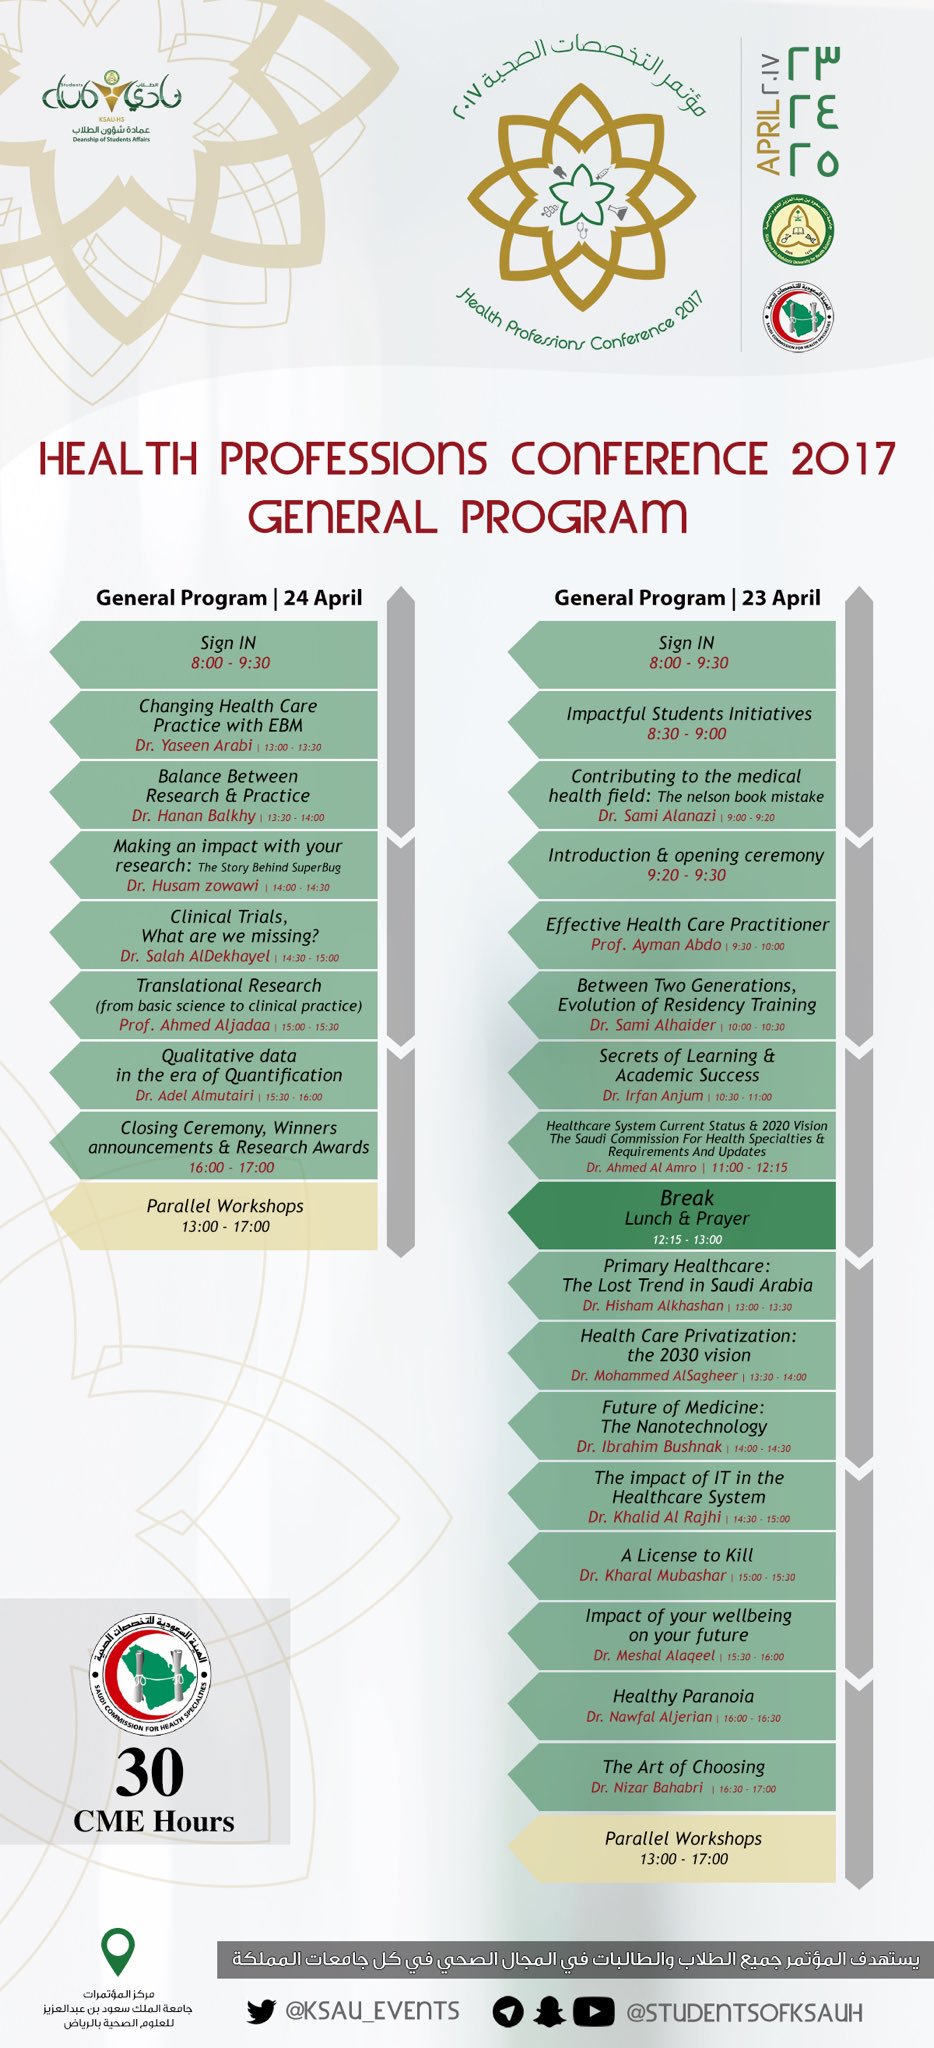 Students
الطلاب
نادي
club
KSAU-HS
عمادة شؤون الطلاب
Deanship of Students Affairs
مؤتمر التخصصات الصحية ٢٠١٧
Health Professions Conference 2017
APRIL ٢٠١٧
٢٣
٢٤
٢٥
الهيئة السعودية للتخصصات الصحية
SAUDI COMMISSION FOR HEALTH SPECIALTIES
HEALTH PROFESSIONS CONFERENCE 2017
GENERAL PROGRAM
General Program | 24 April
Sign IN
8:00 - 9:30
Changing Health Care
Practice with EBM
Dr. Yaseen Arabi | 13:00 - 13:30
Balance Between
Research & Practice
Dr. Hanan Balkhy | 13:30 - 14:00
Making an impact with your
research: The Story Behind SuperBug
Dr. Husam zowawi | 14:00 - 14:30
Clinical Trials,
What are we missing?
Dr. Salah AlDekhayel | 14:30 - 15:00
Translational Research
(from basic science to clinical practice)
Prof. Ahmed Aljadaa | 15:00 - 15:30
Qualitative data
in the era of Quantification
Dr. Adel Almutairi | 15:30 - 16:00
Closing Ceremony, Winners
announcements & Research Awards
16:00 - 17:00
Parallel Workshops
13:00 - 17:00
General Program | 23 April
Sign IN
8:00 - 9:30
Impactful Students Initiatives
8:30 - 9:00
Contributing to the medical
health field: The nelson book mistake
Dr. Sami Alanazi | 9:00 - 9:20
Introduction & opening ceremony
9:20 - 9:30
Effective Health Care Practitioner
Prof. Ayman Abdo | 9:30 - 10:00
Between Two Generations,
Evolution of Residency Training
Dr. Sami Alhaider | 10:00 - 10:30
Secrets of Learning &
Academic Success
Dr. Irfan Anjum | 10:30 - 11:00
Healthcare System Current Status & 2020 Vision
The Saudi Commission For Health Specialties &
Requirements And Updates
Dr. Ahmed Al Amro | 11:00 - 12:15
Break
Lunch & Prayer
12:15 - 13:00
Primary Healthcare:
The Lost Trend in Saudi Arabia
Dr. Hisham Alkhashan | 13:00 - 13:30
Health Care Privatization:
the 2030 vision
Dr. Mohammed AlSagheer | 13:30 - 14:00
Future of Medicine:
The Nanotechnology
Dr. Ibrahim Bushnak | 14:00 - 14:30
The impact of IT in the
Healthcare System
Dr. Khalid Al Rajhi | 14:30 - 15:00
A License to Kill
Dr. Kharal Mubashar | 15:00 - 15:30
Impact of your wellbeing
on your future
Dr. Meshal Alaqeel | 15:30 - 16:00
Healthy Paranoia
Dr. Nawfal Aljerian | 16:00 - 16:30
The Art of Choosing
Dr. Nizar Bahabri | 16:30 - 17:00
Parallel Workshops
13:00 - 17:00
الهيئة السعودية للتخصصات الصحية
SAUDI COMMISSION FOR HEALTH SPECIALTIES
30
CME Hours
يستهدف المؤتمر جميع الطلاب والطالبات في المجال الصحي في كل جامعات المملكة
مركز المؤتمرات
جامعة الملك سعود بن عبدالعزيز
للعلوم الصحية بالرياض
@KSAU_EVENTS
@STUDENTSOFKSAUH